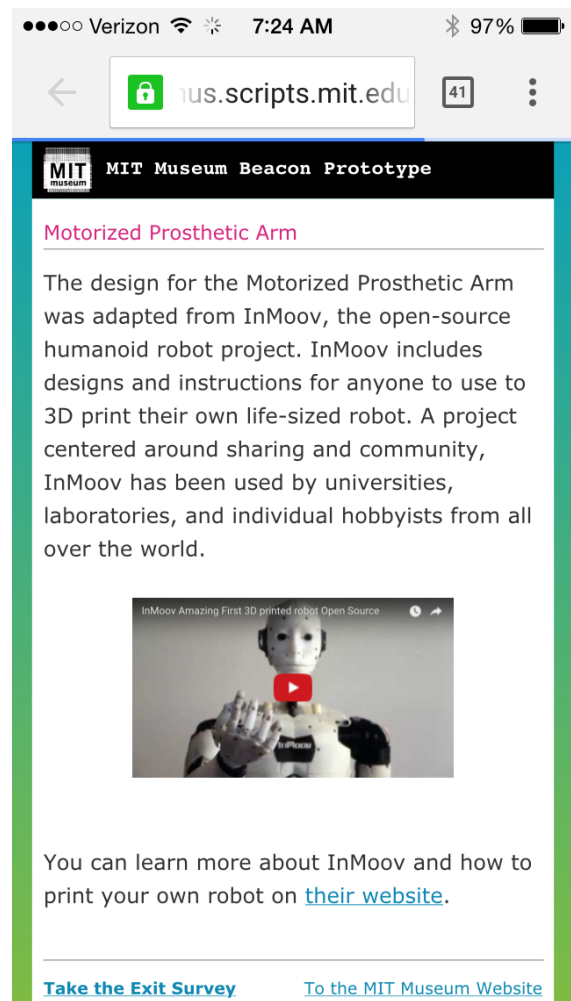 Verizon 7:24 AM 97%
us.scripts.mit.edu 41
MIT museum MIT Museum Beacon Prototype
Motorized Prosthetic Arm
The design for the Motorized Prosthetic Arm
was adapted from InMoov, the open-source
humanoid robot project. InMoov includes
designs and instructions for anyone to use to
3D print their own life-sized robot. A project
centered around sharing and community,
InMoov has been used by universities,
laboratories, and individual hobbyists from all
over the world.
InMoov Amazing First 3D printed robot Open Source
InMoov
You can learn more about InMoov and how to
print your own robot on their website.
Take the Exit Survey To the MIT Museum Website